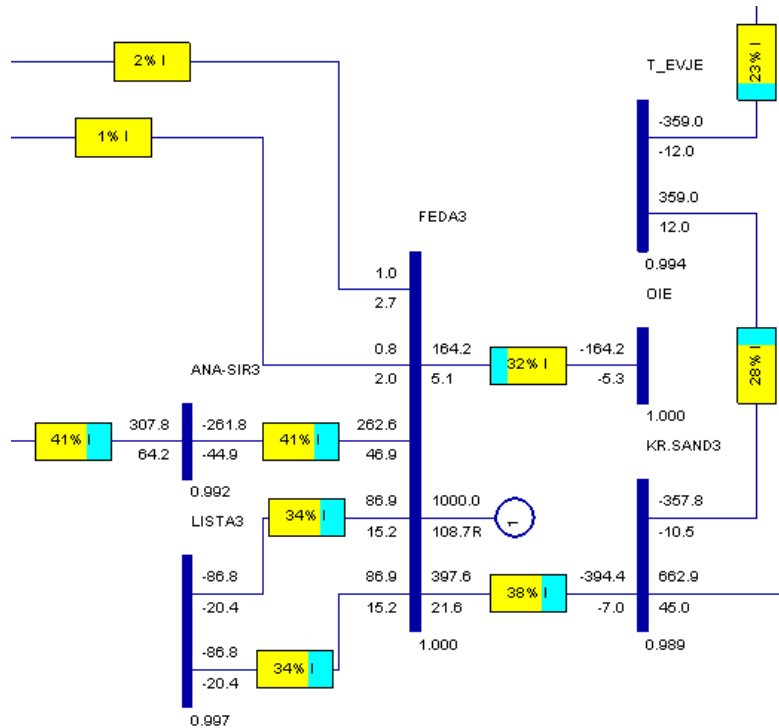 2% I
T_EVJE
23% I
-359.0
-12.0
1% I
359.0
12.0
FEDA3
0.994
1.0
2.7
OIE
0.8
2.0
164.2
5.1
32% I
-164.2
-5.3
28% I
ANA-SIR3
1.000
41% I
307.8
64.2
-261.8
-44.9
41% I
262.6
46.9
KR.SAND3
0.992
LISTA3
34% I
86.9
15.2
1000.0
108.7R
1
-357.8
-10.5
-86.8
-20.4
86.9
15.2
397.6
21.6
38% I
-394.4
-7.0
662.9
45.0
-86.8
-20.4
34% I
1.000
0.989
0.997